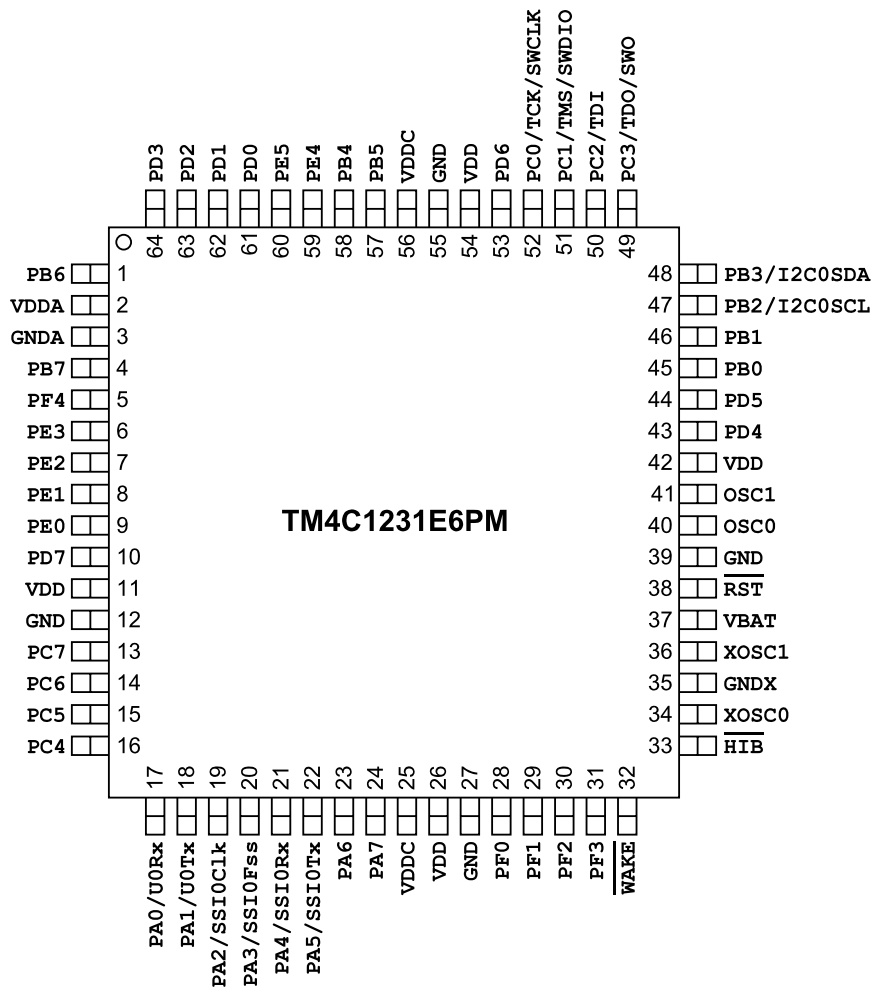 PD3
PD2
PD1
PD0
PE5
PE4
PB4
PB5
VDDC
GND
VDD
PD6
PC0/TCK/SWCLK
PC1/TMS/SWDIO
PC2/TDI
PC3/TDO/SWO
64
63
62
61
60
59
58
57
56
55
54
53
52
51
50
49
PB6 1
VDDA 2
GNDA 3
PB7 4
PF4 5
PE3 6
PE2 7
PE1 8
PE0 9
PD7 10
VDD 11
GND 12
PC7 13
PC6 14
PC5 15
PC4 16
TM4C1231E6PM
48 PB3/I2C0SDA
47 PB2/I2C0SCL
46 PB1
45 PB0
44 PD5
43 PD4
42 VDD
41 OSC1
40 OSC0
39 GND
38 RST
37 VBAT
36 XOSC1
35 GNDX
34 XOSC0
33 HIB
17
18
19
20
21
22
23
24
25
26
27
28
29
30
31
32
PA0/U0Rx
PA1/U0Tx
PA2/SSI0Clk
PA3/SSI0Fss
PA4/SSI0Rx
PA5/SSI0Tx
PA6
PA7
VDDC
VDD
GND
PF0
PF1
PF2
PF3
WAKE